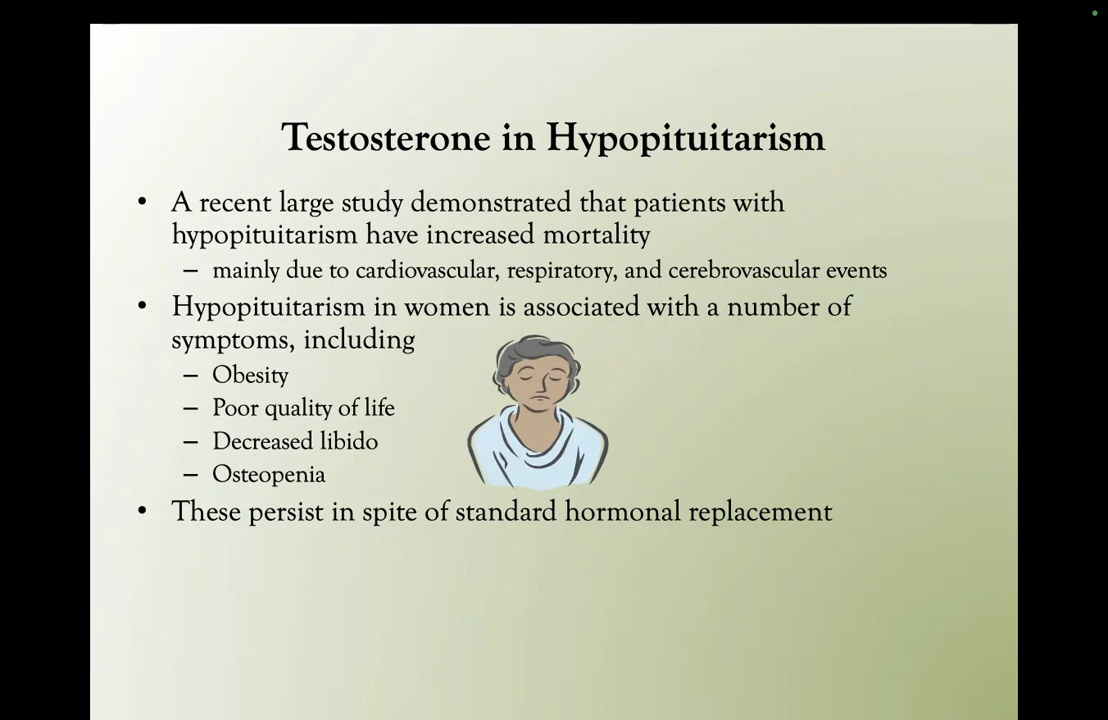 Testosterone in Hypopituitarism
• A recent large study demonstrated that patients with
hypopituitarism have increased mortality
– mainly due to cardiovascular, respiratory, and cerebrovascular events
• Hypopituitarism in women is associated with a number of
symptoms, including
– Obesity
– Poor quality of life
– Decreased libido
– Osteopenia
• These persist in spite of standard hormonal replacement